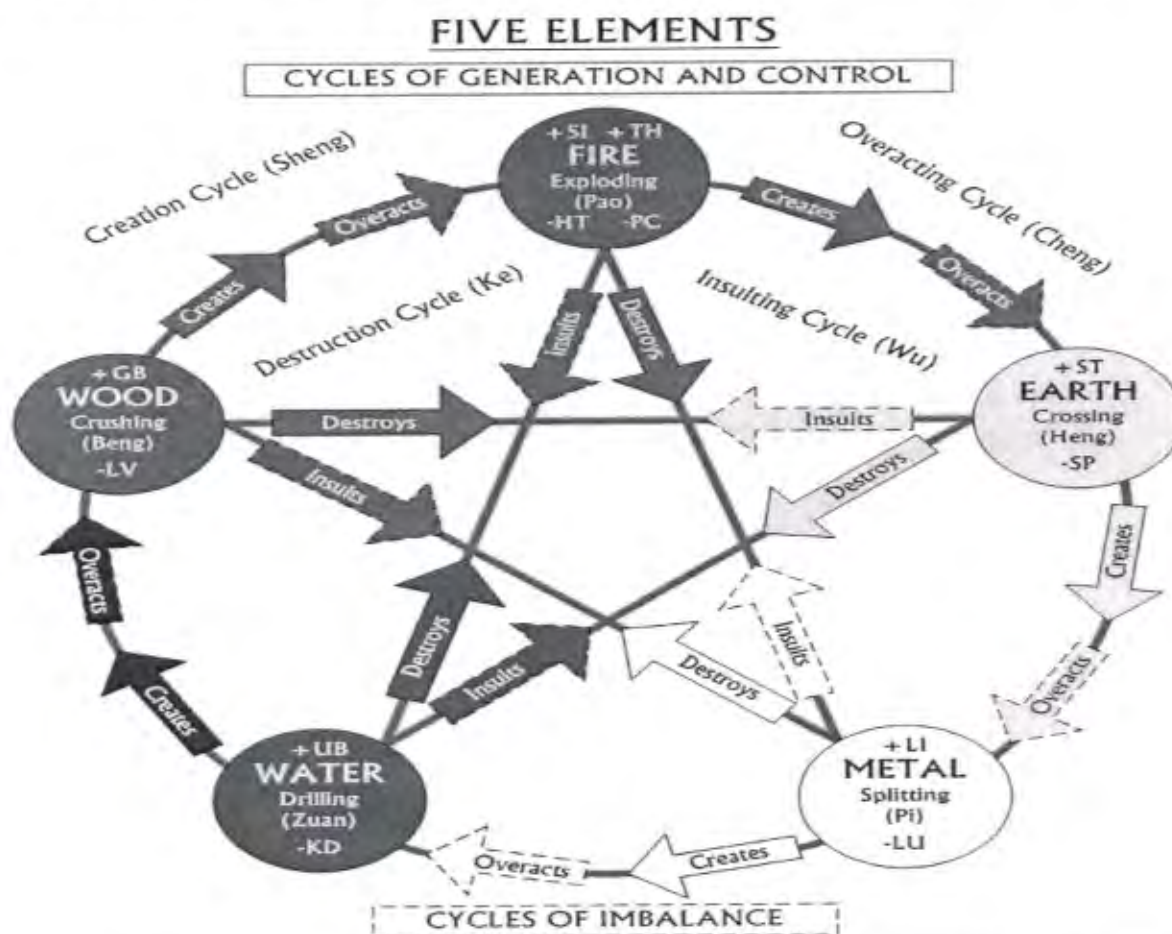 FIVE ELEMENTS
CYCLES OF GENERATION AND CONTROL
Creation Cycle (Sheng)
Overacting Cycle (Cheng)
Destruction Cycle (Ke)
Insulting Cycle (Wu)
+SI +TH
FIRE
Exploding
(Pao)
-HT -PC
Creates
Overacts
Creates
Overacts
Insults
Destroys
+GB
WOOD
Crushing
(Beng)
-LV
Destroys
Insults
+ST
EARTH
Crossing
(Heng)
-SP
Insults
Destroys
Creates
Overacts
Overacts
Creates
Destroys
Insults
Destroys
Insults
+UB
WATER
Drilling
(Zuan)
-KD
+LI
METAL
Splitting
(Pi)
-LU
Overacts
Creates
CYCLES OF IMBALANCE